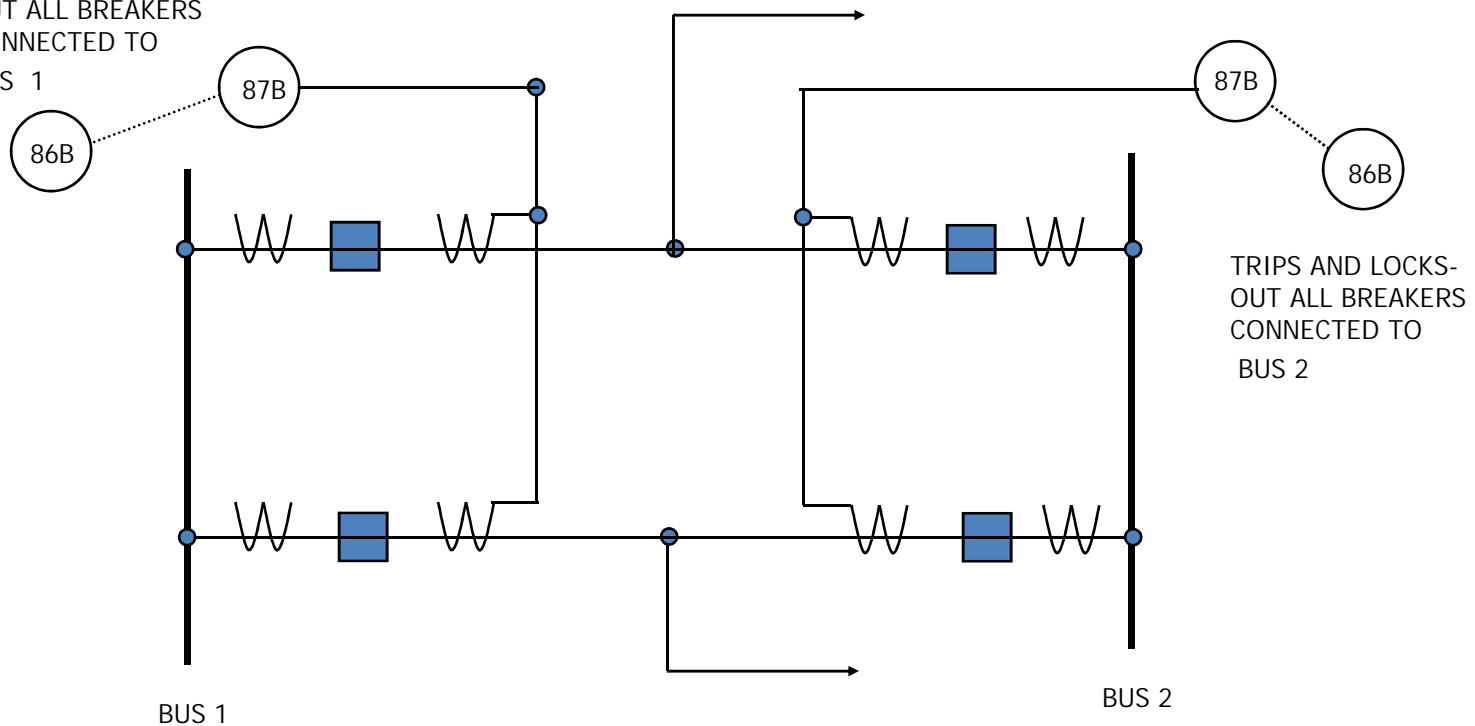 ALL BREAKERS
TO
1
87B
86B
87B
86B
TRIPS AND LOCKS-
OUT ALL BREAKERS
CONNECTED TO
BUS 2
BUS 1
BUS 2